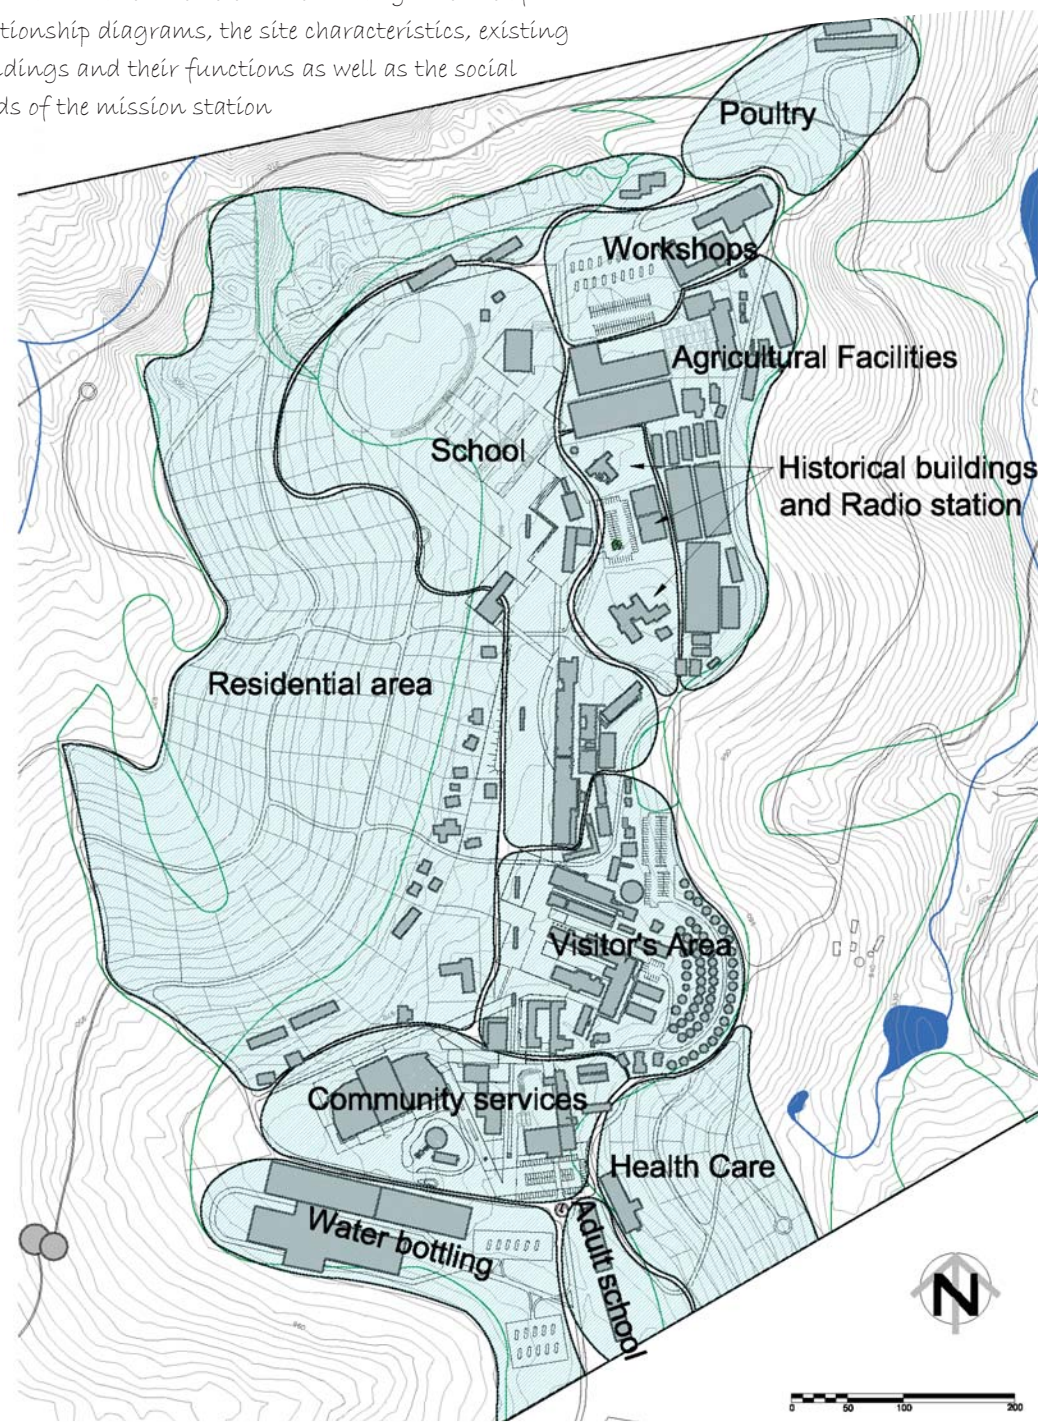 tionship diagrams, the site characteristics, existing
ldings and their functions as well as the social
ds of the mission station
Poultry
Workshops
Agricultural Facilities
School
Historical buildings
and Radio station
Residential area
Visitor's Area
Community services
Health Care
Water bottling
Adult school
N
0 50 100 200